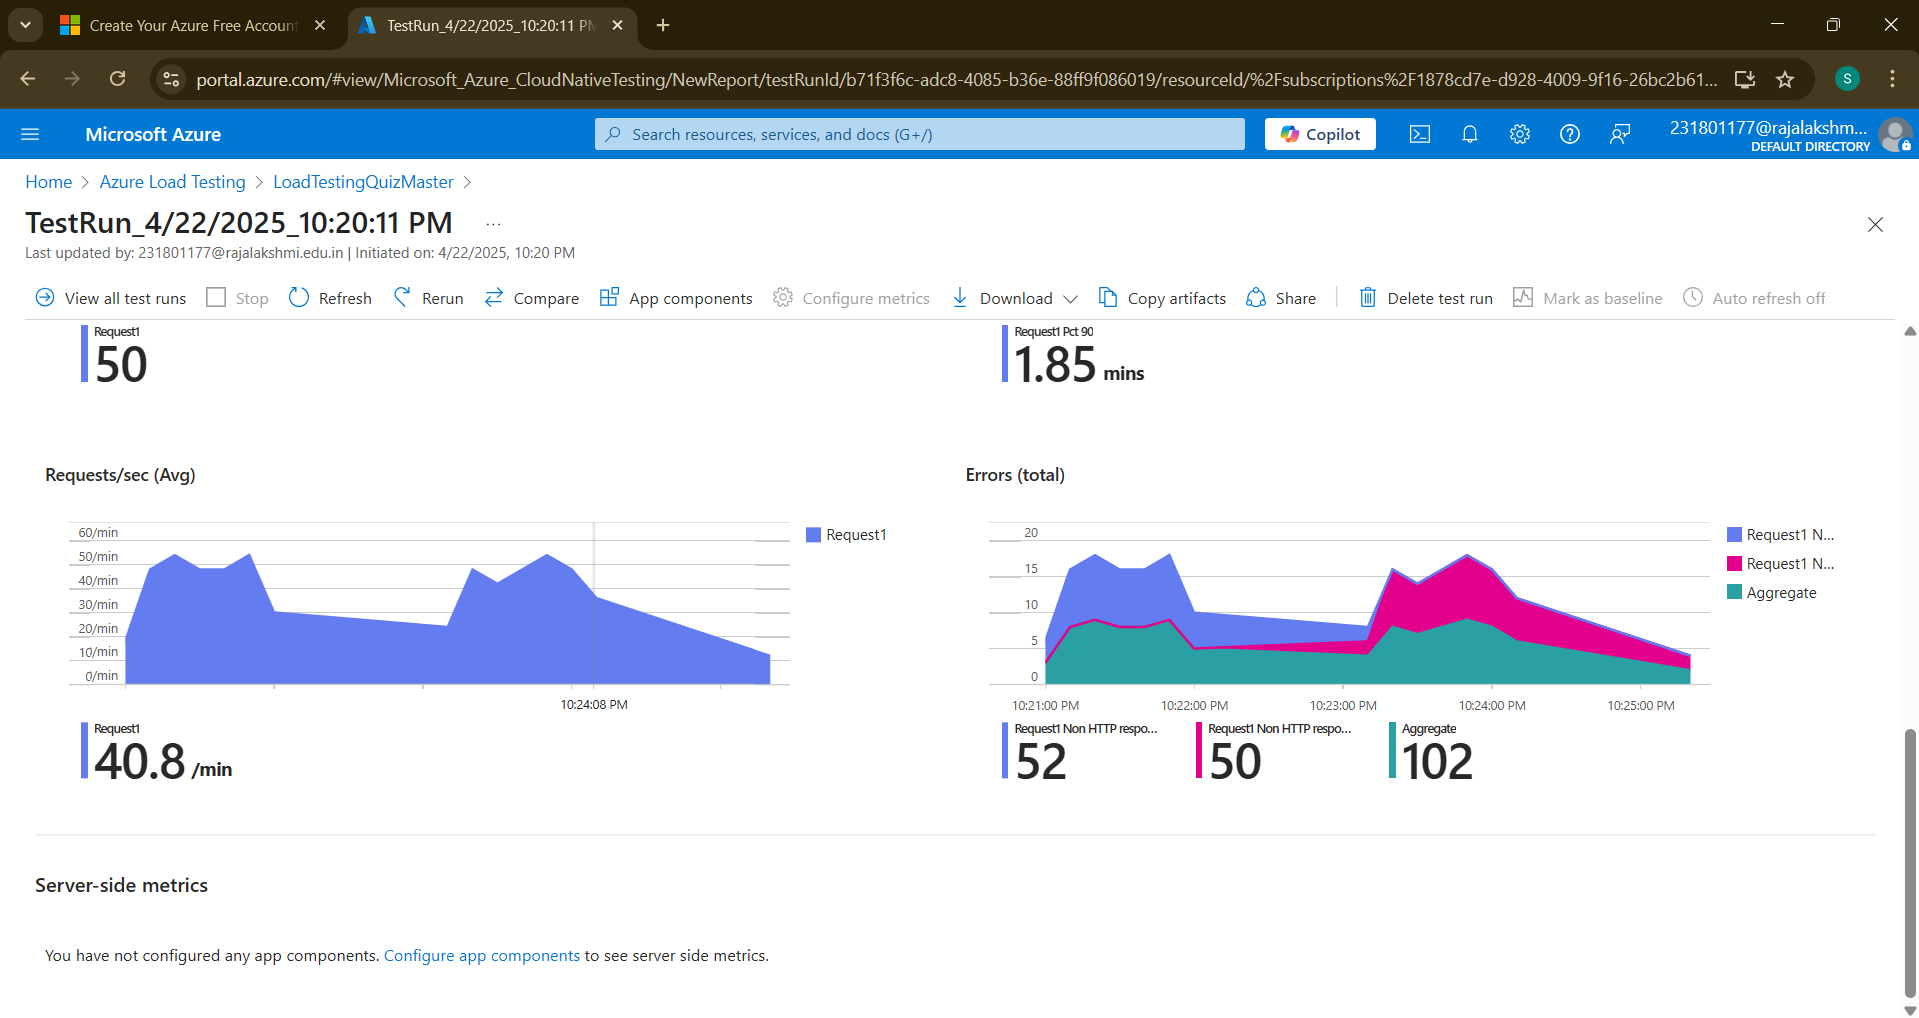 Create Your Azure Free Account
TestRun_4/22/2025_10:20:11 PM
portal.azure.com/#view/Microsoft_Azure_CloudNativeTesting/NewReport/testRunId/b71f3f6c-adc8-4085-b36e-88ff9f086019/resourceId/%2Fsubscriptions%2F1878cd7e-d928-4009-9f16-26bc2b61...
S
Microsoft Azure
Search resources, services, and docs (G+/)
Copilot
231801177@rajalakshm...
DEFAULT DIRECTORY
Home > Azure Load Testing > LoadTestingQuizMaster >
TestRun_4/22/2025_10:20:11 PM ...
Last updated by: 231801177@rajalakshmi.edu.in | Initiated on: 4/22/2025, 10:20 PM
View all test runs Stop Refresh Rerun Compare App components Configure metrics Download Copy artifacts Share Delete test run Mark as baseline Auto refresh off
Request1
50
Request1 Pct 90
1.85 mins
Requests/sec (Avg)
60/min
50/min
40/min
30/min
20/min
10/min
0/min
10:24:08 PM
Request1
Request1
40.8 /min
Errors (total)
20
15
10
5
0
10:21:00 PM 10:22:00 PM 10:23:00 PM 10:24:00 PM 10:25:00 PM
Request1 N...
Request1 N...
Aggregate
Request1 Non HTTP respo...
52
Request1 Non HTTP respo...
50
Aggregate
102
Server-side metrics
You have not configured any app components. Configure app components to see server side metrics.